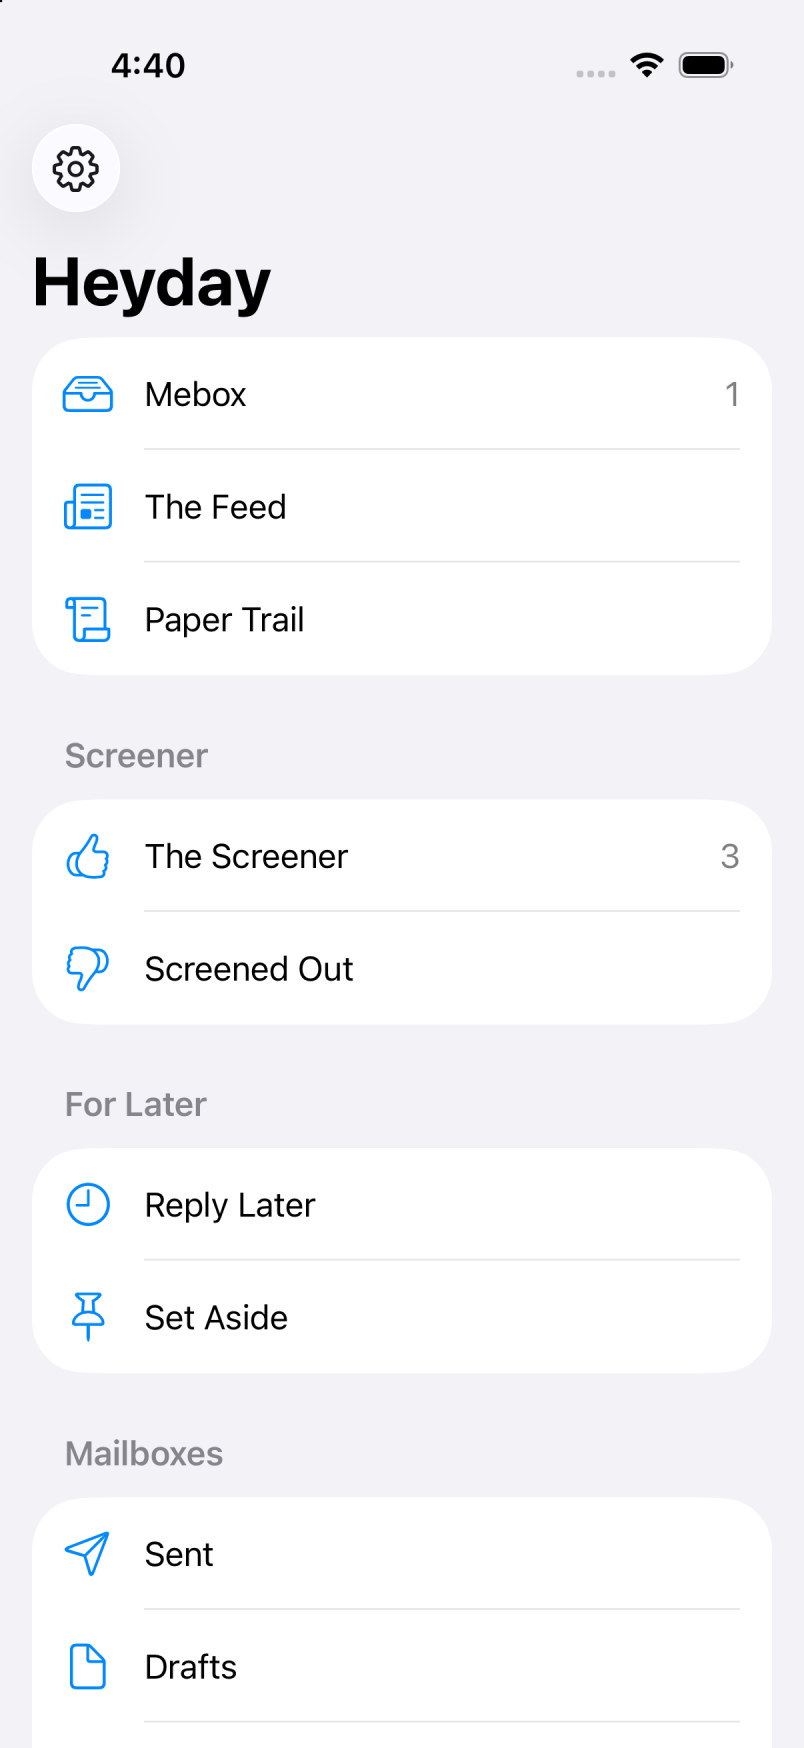 4:40
Heyday
Mebox 1
The Feed
Paper Trail
Screener
The Screener 3
Screened Out
For Later
Reply Later
Set Aside
Mailboxes
Sent
Drafts